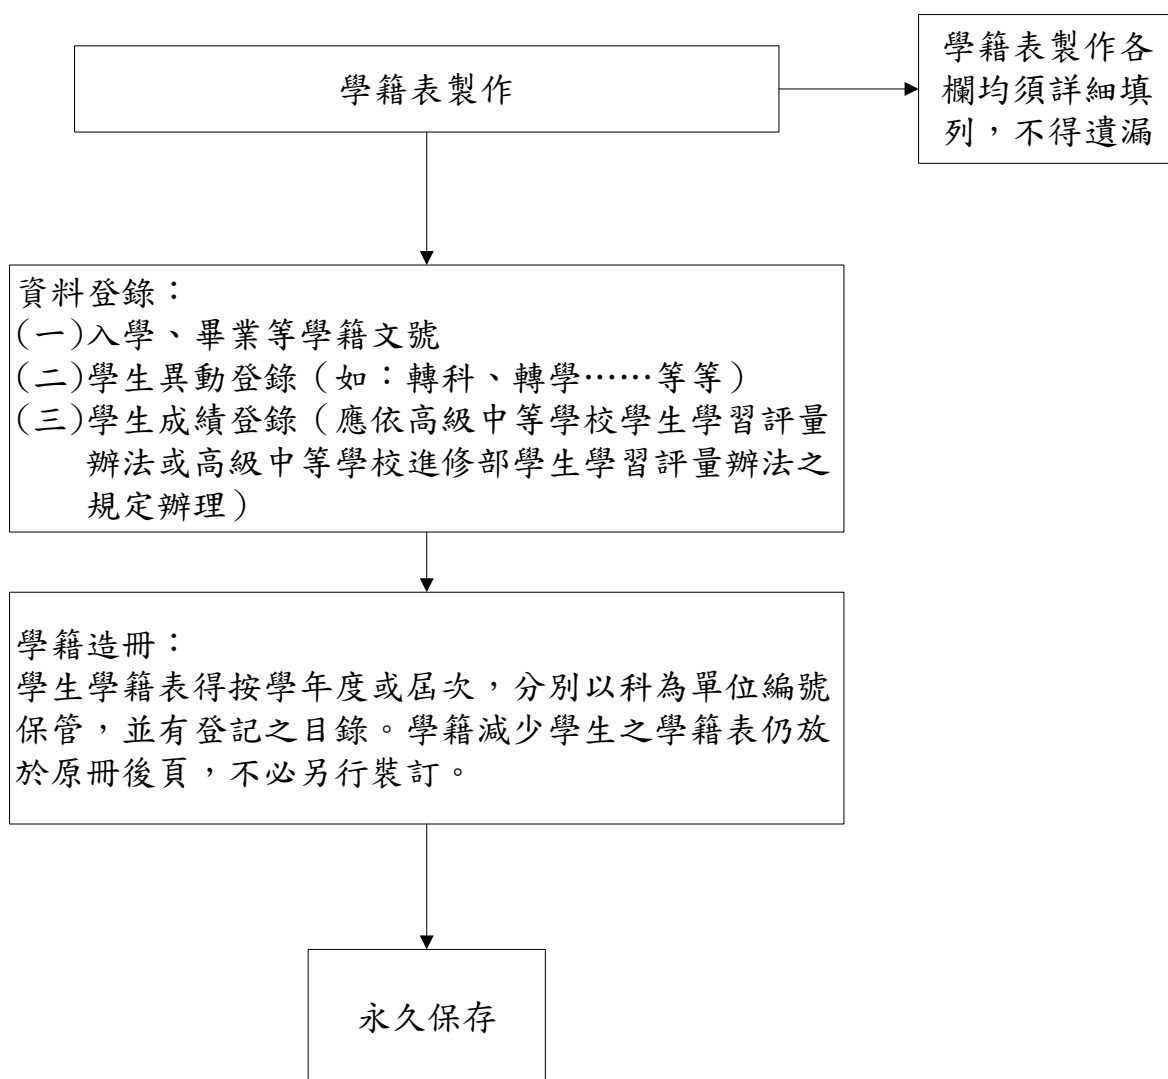 學籍表製作
學籍表製作各
欄均須詳細填
列，不得遺漏
資料登錄：
(一)入學、畢業等學籍文號
(二)學生異動登錄（如：轉科、轉學……等等）
(三)學生成績登錄（應依高級中等學校學生學習評量
辦法或高級中等學校進修部學生學習評量辦法之
規定辦理）
學籍造冊：
學生學籍表得按學年度或屆次，分別以科為單位編號
保管，並有登記之目錄。學籍減少學生之學籍表仍放
於原冊後頁，不必另行裝訂。
永久保存